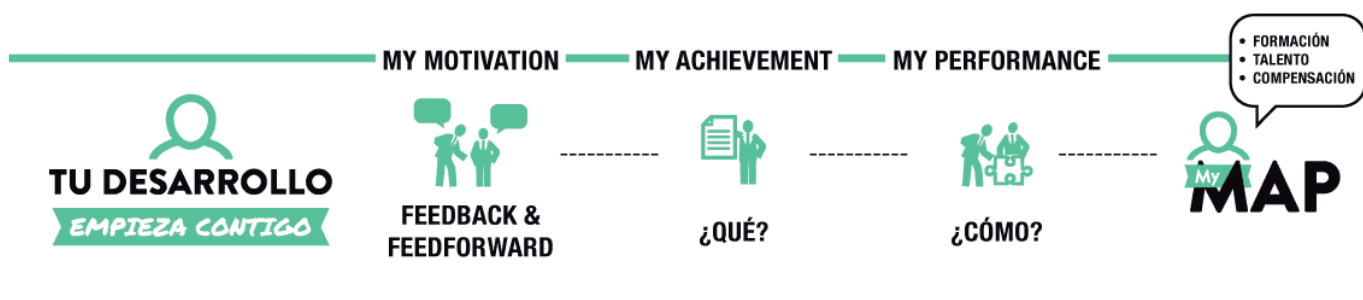 MY MOTIVATION
MY ACHIEVEMENT
MY PERFORMANCE
• FORMACIÓN
• TALENTO
• COMPENSACIÓN
TU DESARROLLO
EMPIEZA CONTIGO
FEEDBACK &
FEEDFORWARD
¿QUÉ?
¿CÓMO?
My
MAP